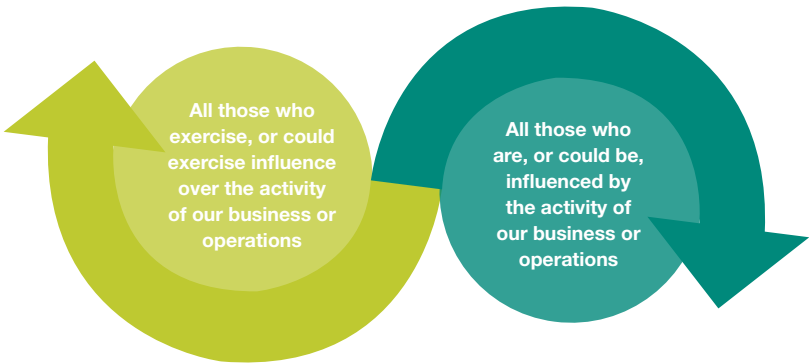 All those who
exercise, or could
exercise influence
over the activity
of our business or
operations
All those who
are, or could be,
influenced by
the activity of
our business or
operations